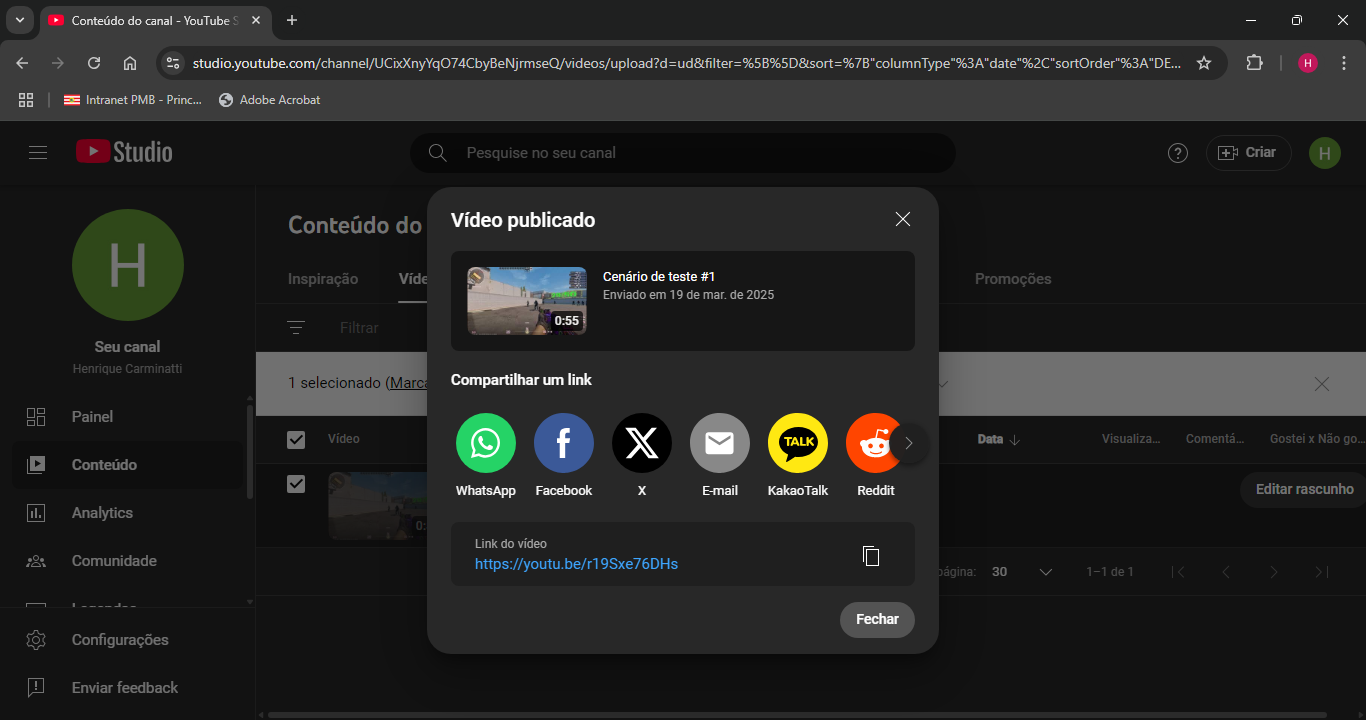 Conteúdo do canal - YouTube S
studio.youtube.com/channel/UCixXnyYqO74CbyBeNjrmseQ/videos/upload?d=ud&filter=%5B%5D&sort=%7B"columnType"%3A"date"%2C"sortOrder"%3A"DE...
H
Intranet PMB - Princ...
Adobe Acrobat
Studio
Pesquise no seu canal
Criar
H
H
Seu canal
Henrique Carminatti
Painel
Conteúdo
Analytics
Comunidade
Configurações
Enviar feedback
Conteúdo do
Inspiração
Víde
Promoções
Filtrar
1 selecionado (Marca
Vídeo
Data
Visualiza...
Comentá...
Gostei x Não go...
0:
Editar rascunho
página:
30
1–1 de 1
Vídeo publicado
0:55
Cenário de teste #1
Enviado em 19 de mar. de 2025
Compartilhar um link
TALK
WhatsApp
Facebook
X
E-mail
KakaoTalk
Reddit
Link do vídeo
https://youtu.be/r19Sxe76DHs
Fechar